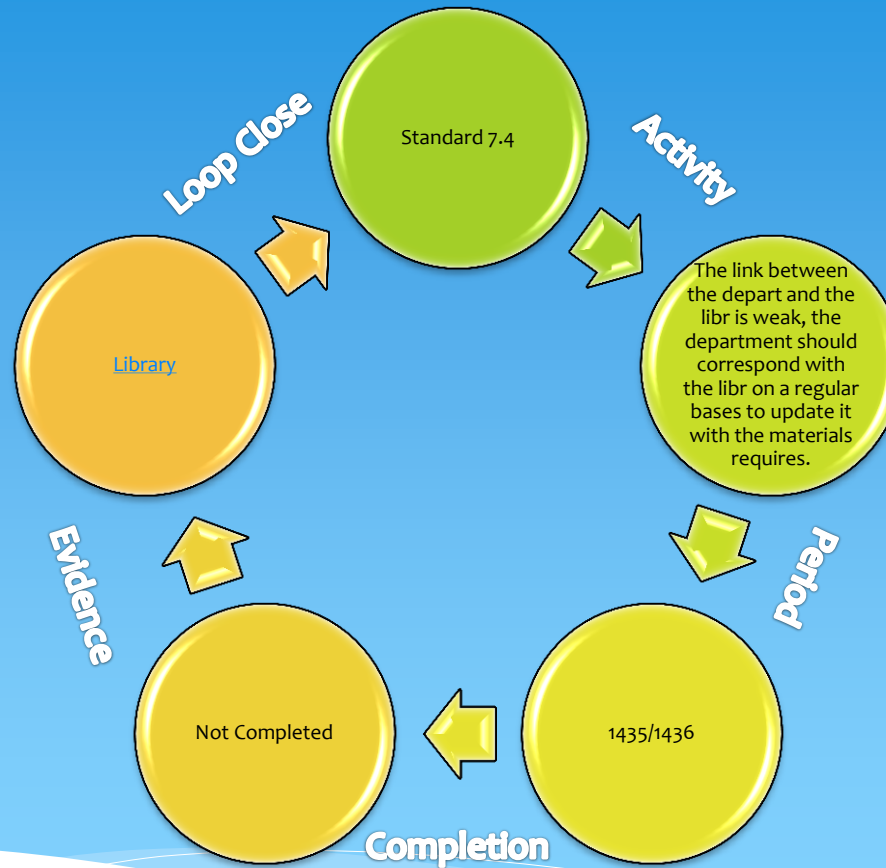 Standard 7.4
Activity
The link between
the depart and the
libr is weak, the
department should
correspond with
the libr on a regular
bases to update it
with the materials
requires.
Period
1435/1436
Completion
Not Completed
Evidence
Library
Loop Close